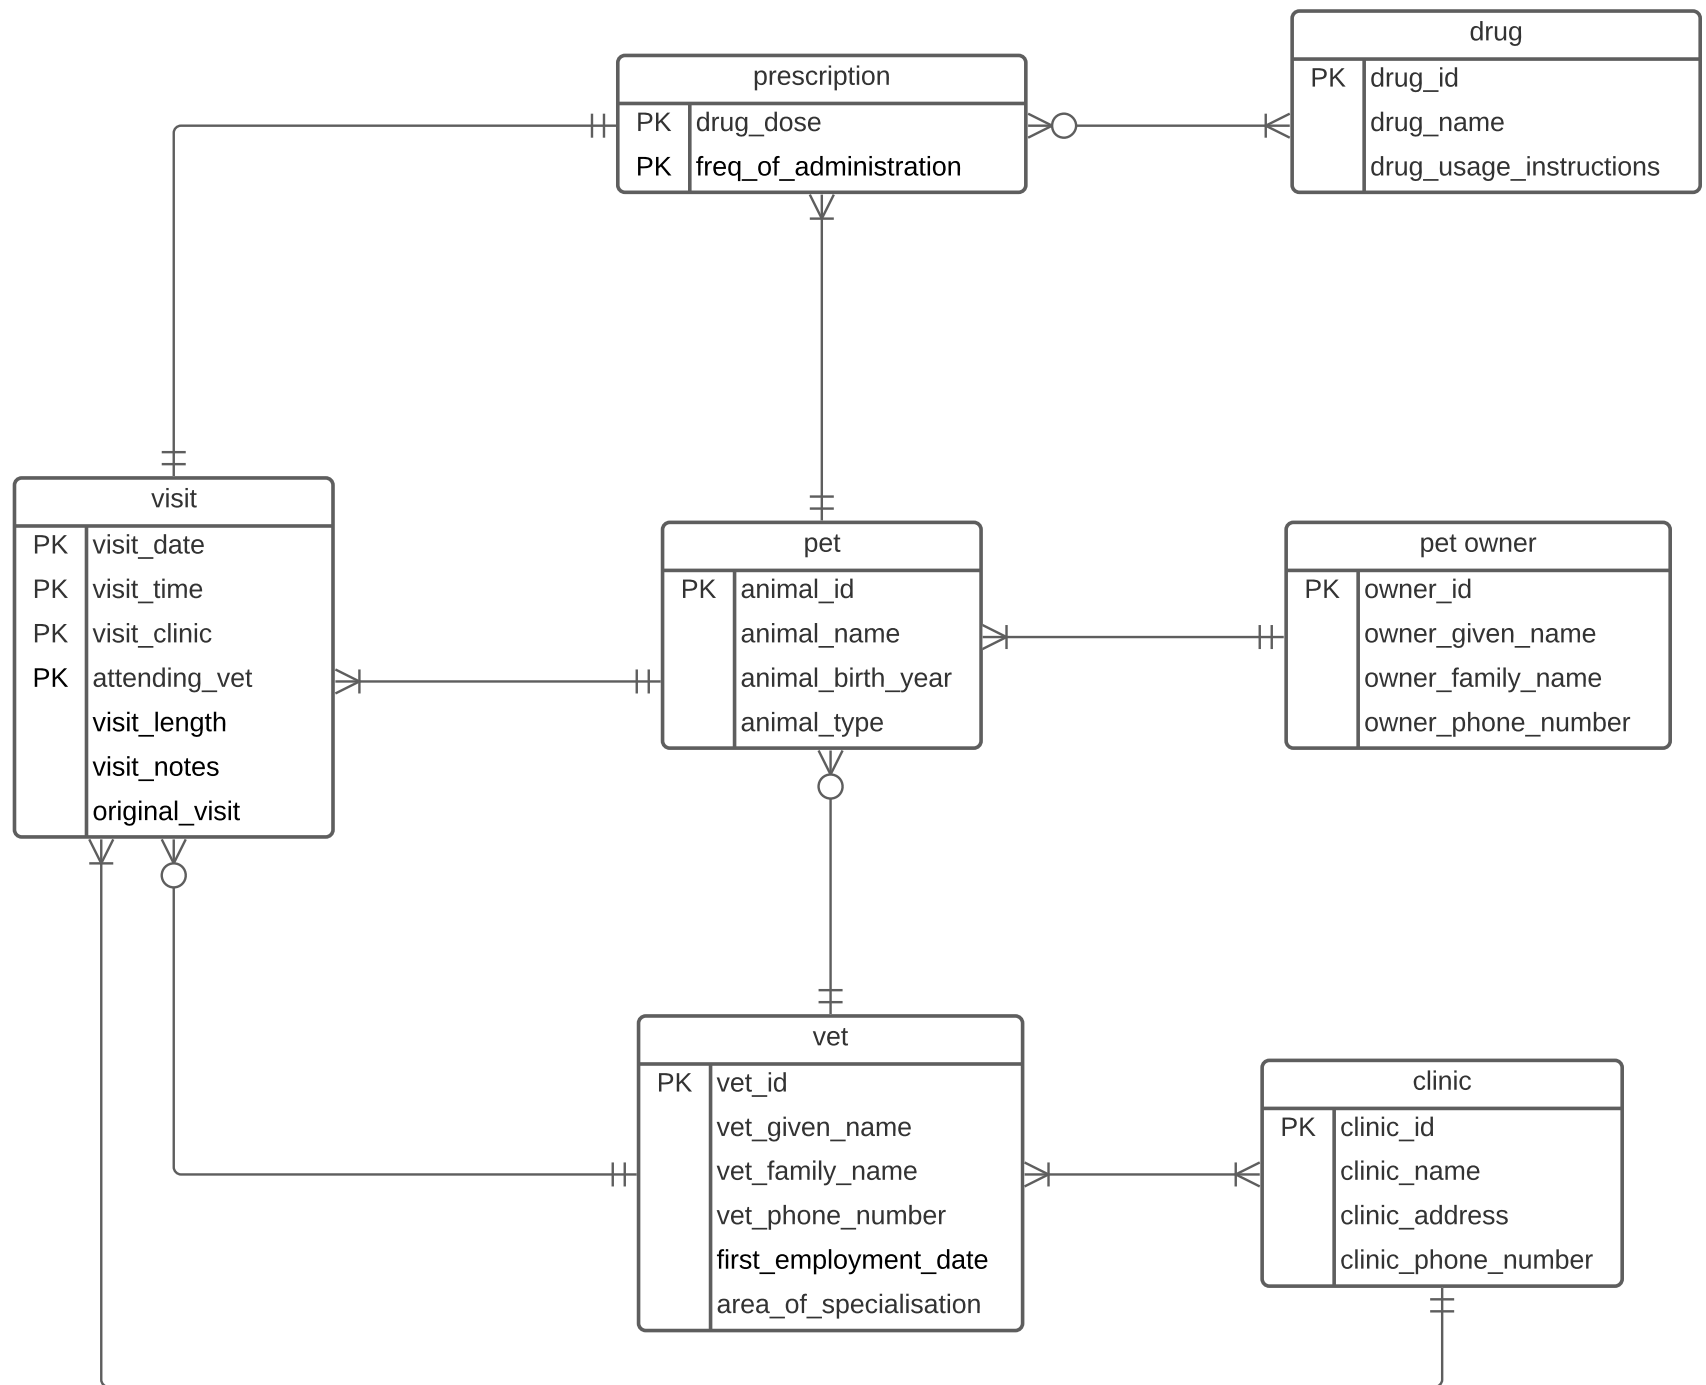 drug
PK drug_id
drug_name
drug_usage_instructions
prescription
PK drug_dose
PK freq_of_administration
visit
PK visit_date
PK visit_time
PK visit_clinic
PK attending_vet
visit_length
visit_notes
original_visit
pet
PK animal_id
animal_name
animal_birth_year
animal_type
pet owner
PK owner_id
owner_given_name
owner_family_name
owner_phone_number
vet
PK vet_id
vet_given_name
vet_family_name
vet_phone_number
first_employment_date
area_of_specialisation
clinic
PK clinic_id
clinic_name
clinic_address
clinic_phone_number